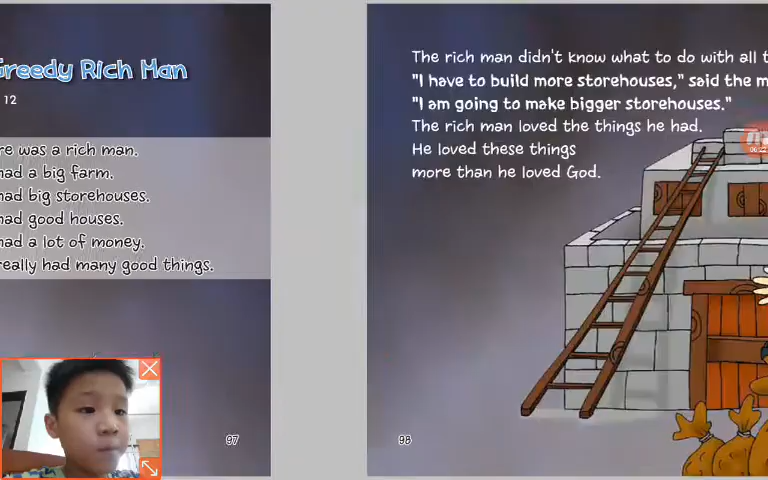 Greedy Rich Man
12
re was a rich man.
had a big farm.
had big storehouses.
had good houses.
had a lot of money.
really had many good things.
97
The rich man didn't know what to do with all t
"I have to build more storehouses," said the m
"I am going to make bigger storehouses."
The rich man loved the things he had.
He loved these things
more than he loved God.
98